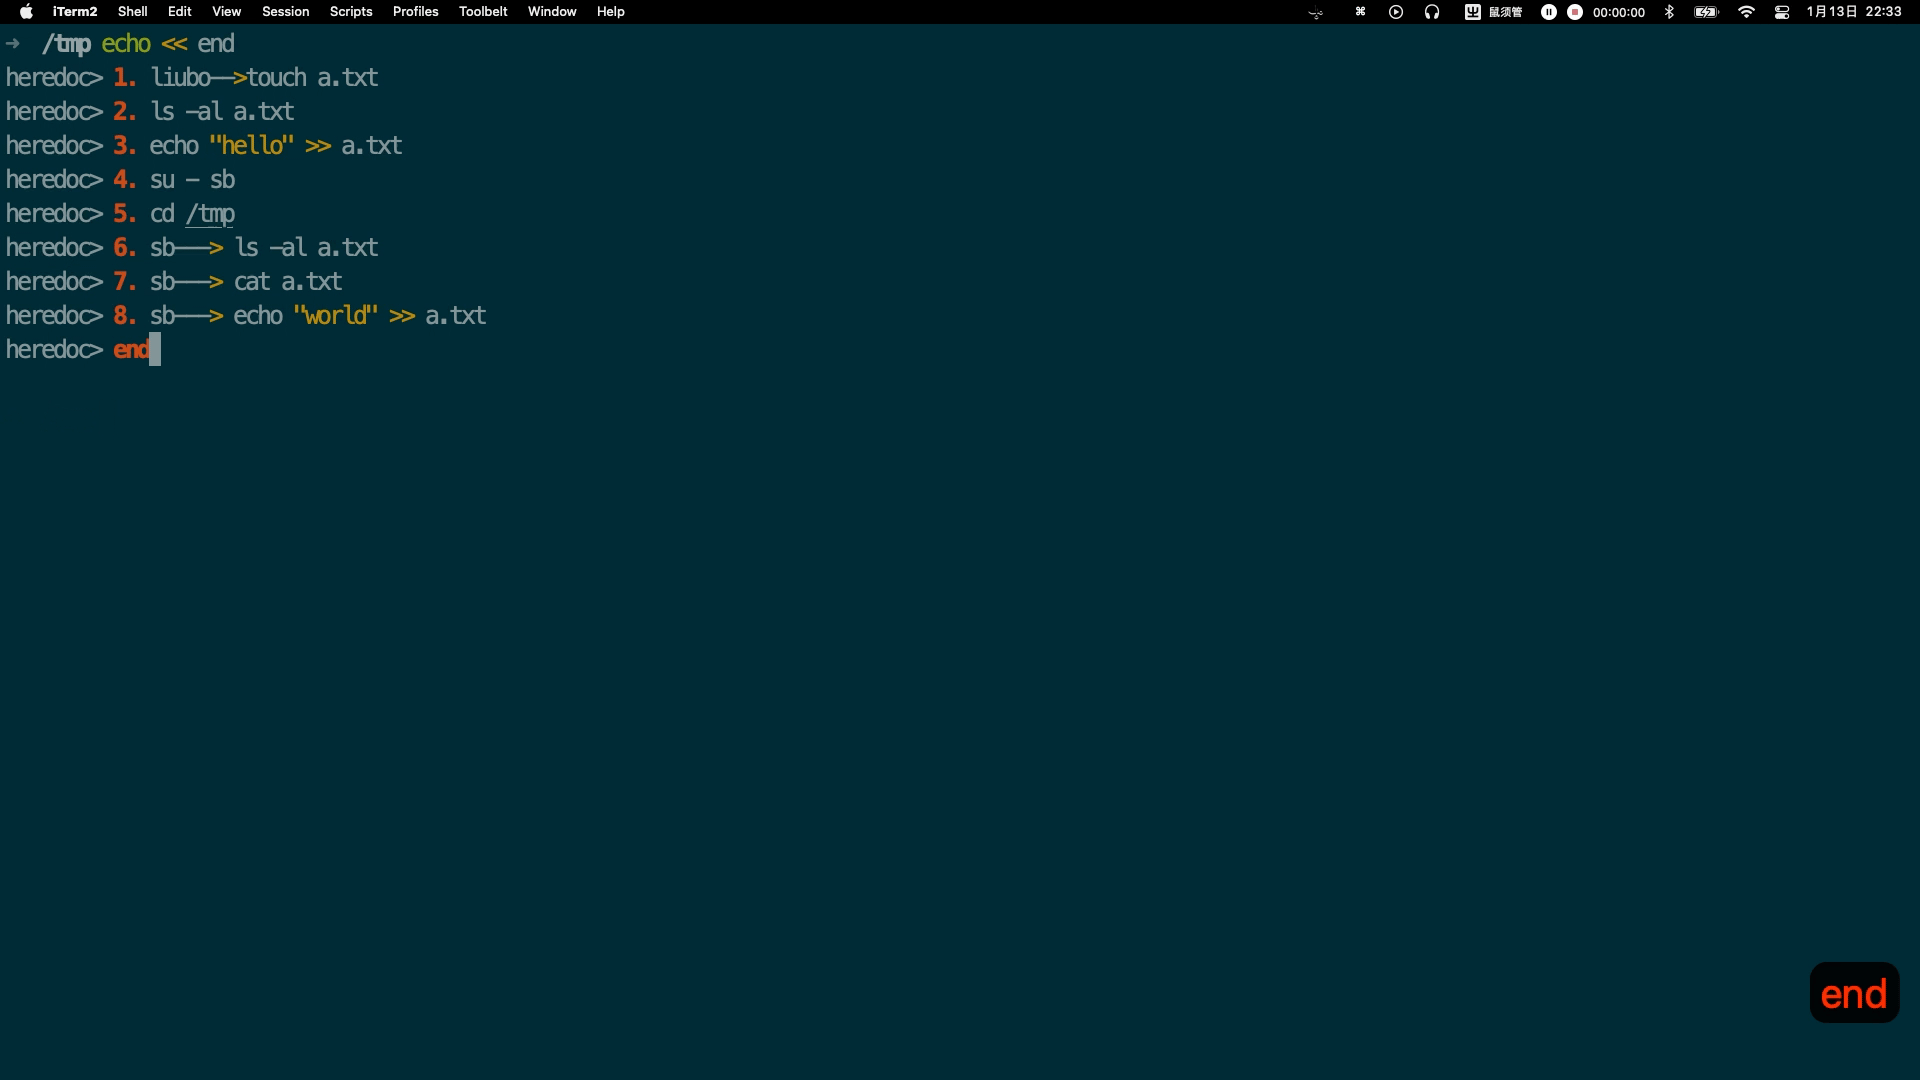 iTerm2 Shell Edit View Session Scripts Profiles Toolbelt Window Help 鼠须管 00:00:00 1月13日 22:33
→ /tmp echo << end
heredoc> 1. liubo-->touch a.txt
heredoc> 2. ls -al a.txt
heredoc> 3. echo "hello" >> a.txt
heredoc> 4. su - sb
heredoc> 5. cd /tmp
heredoc> 6. sb---> ls -al a.txt
heredoc> 7. sb---> cat a.txt
heredoc> 8. sb---> echo "world" >> a.txt
heredoc> end
end